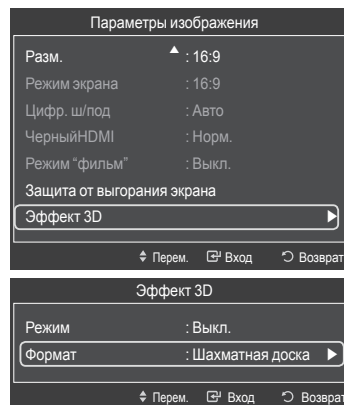 Параметры изображения
Разм. : 16:9
Режим экрана : 16:9
Цифр. ш/под : Авто
ЧерныйHDMI : Норм.
Режим “фильм” : Выкл.
Защита от выгорания экрана
Эффект 3D
Перем. Вход Возврат
Эффект 3D
Режим : Выкл.
Формат : Шахматная доска
Перем. Вход Возврат